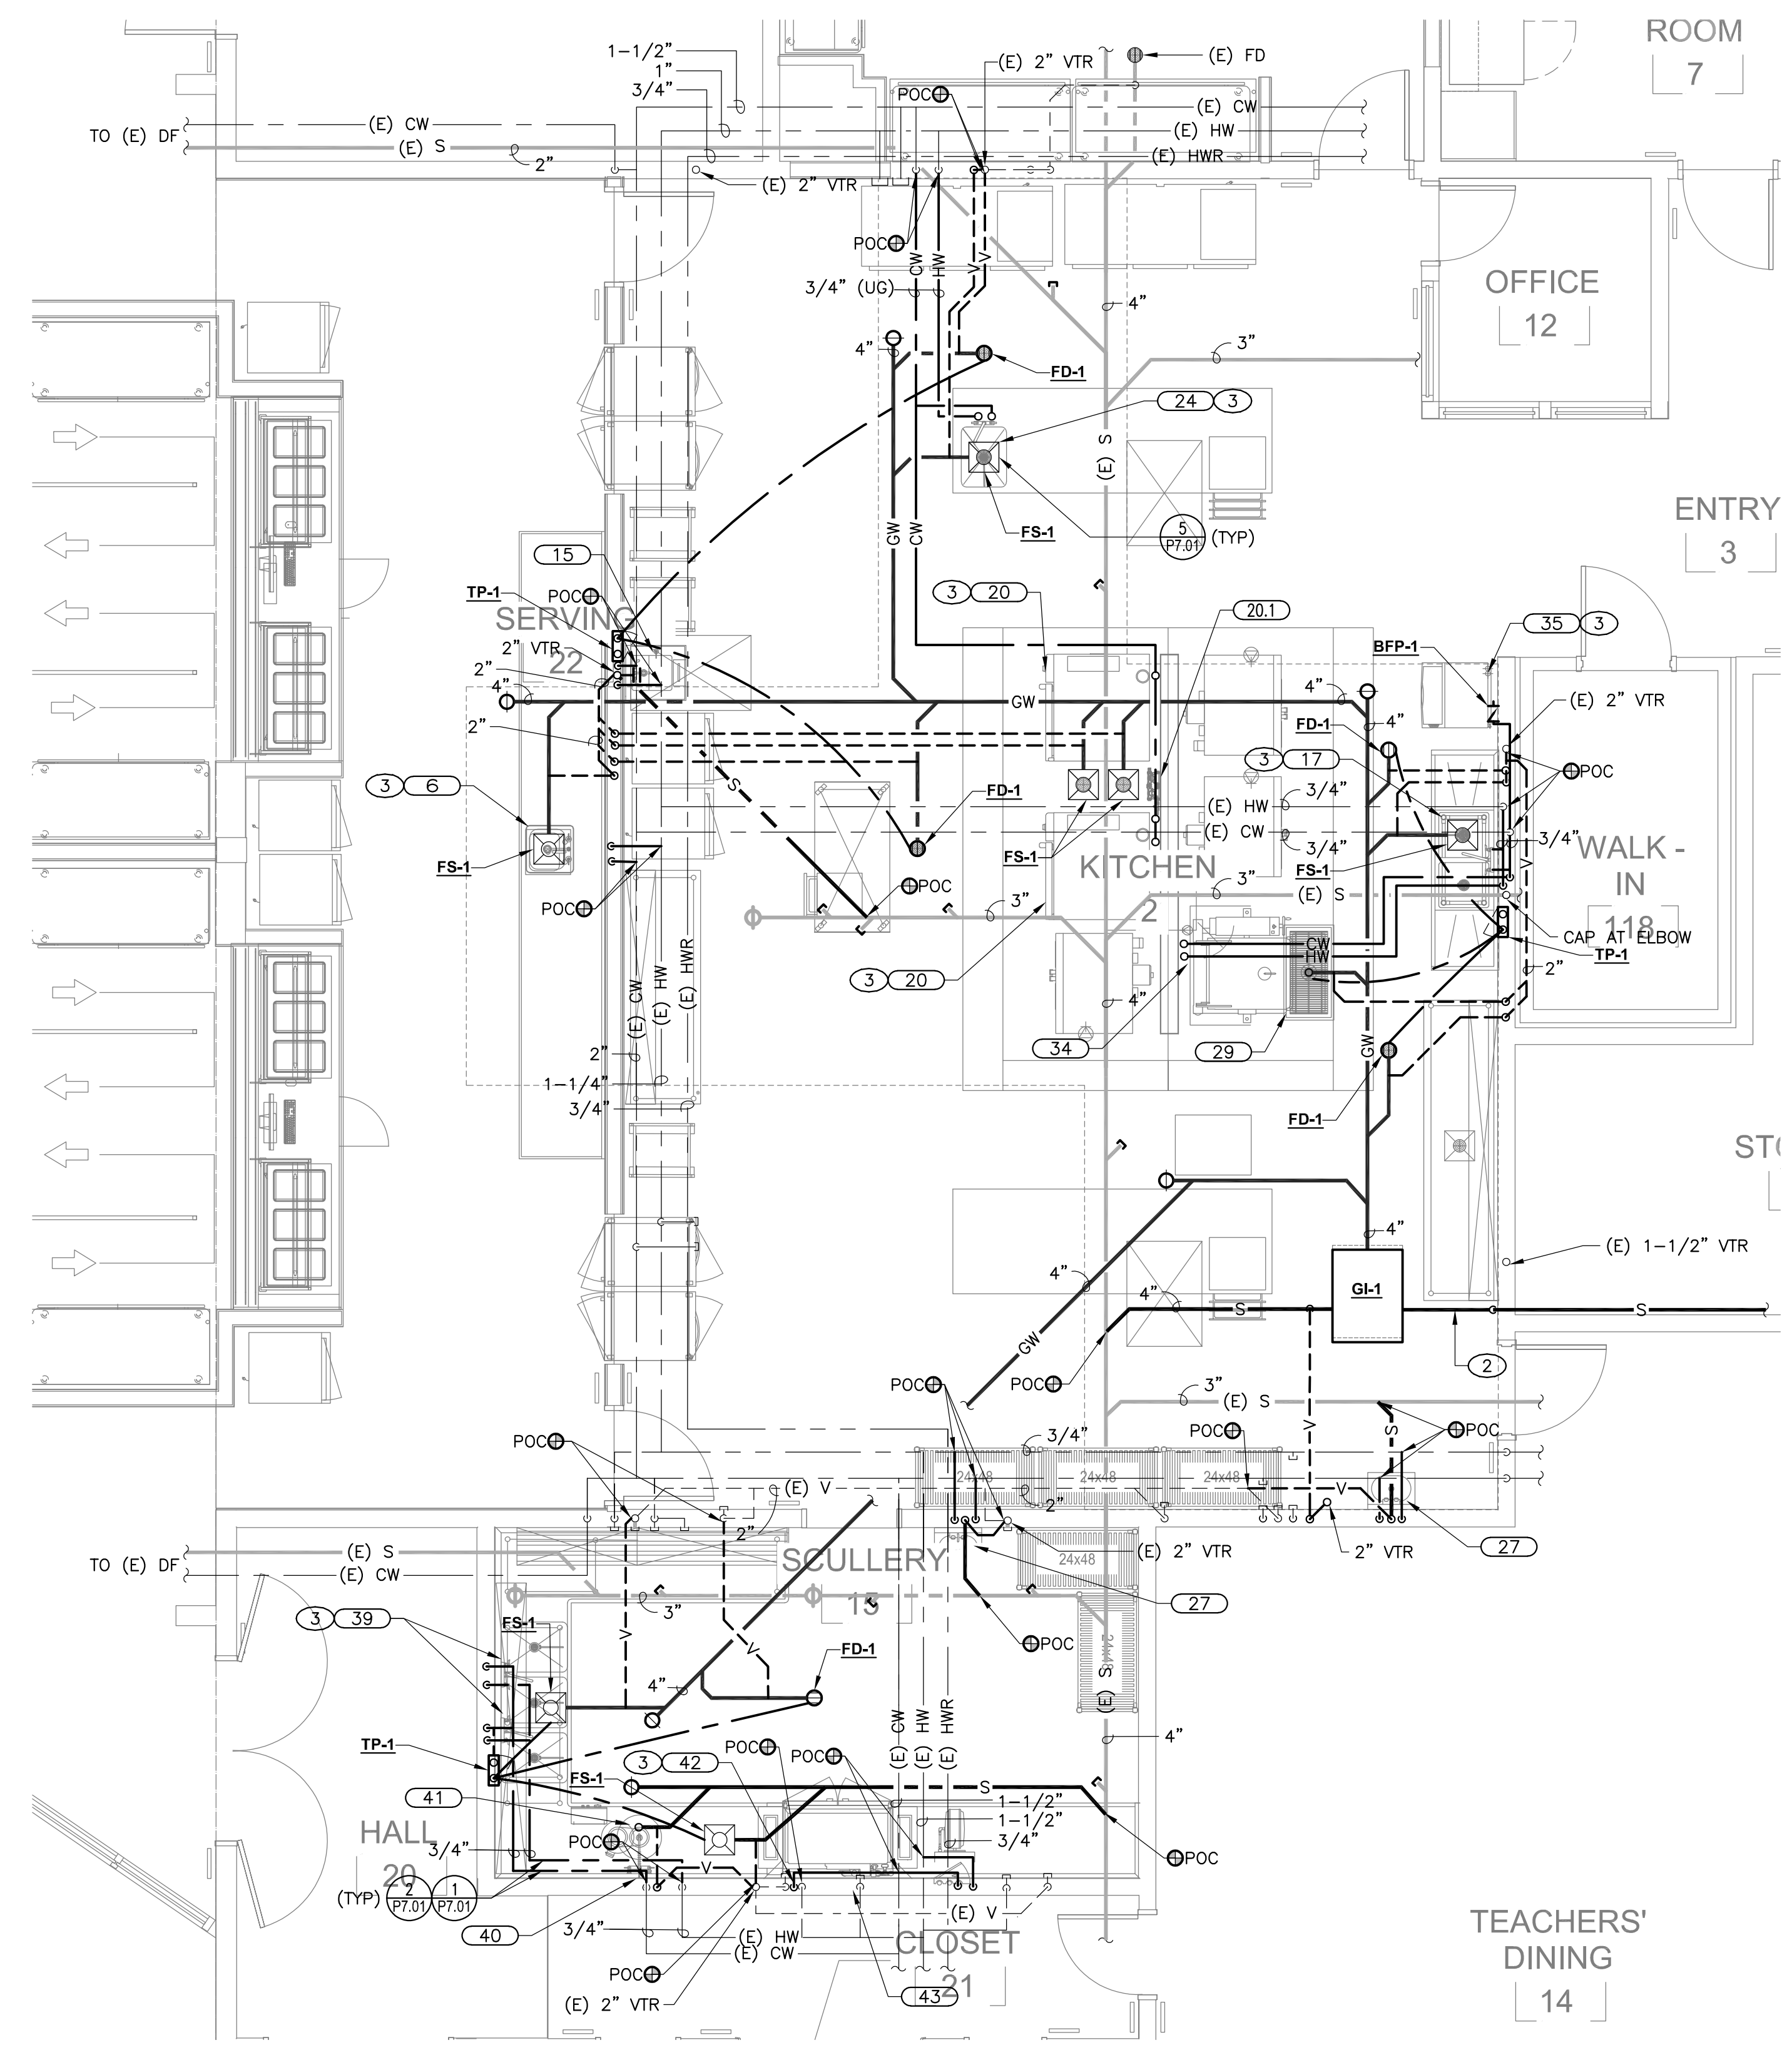 ROOM
7
1-1/2"
1"
3/4"
(E) 2" VTR
(E) FD
POC
(E) CW
(E) HW
(E) HWR
TO (E) DF
(E) CW
(E) S
2"
(E) 2" VTR
POC
CW
HW
V
V
3/4" (UG)
4"
OFFICE
12
4"
3"
FD-1
24
3
(E) S
GW
CW
FS-1
5
P7.01
(TYP)
ENTRY
3
15
TP-1
POC
SERVING
22
2" VTR
2"
4"
3
20
20.1
35
3
BFP-1
(E) 2" VTR
GW
4"
4"
FD-1
2"
3
17
POC
3
6
S
FD-1
(E) HW
3/4"
(E) CW
3/4"
3/4"
FS-1
FS-1
KITCHEN
2
FS-1
V
WALK -
IN
118
POC
POC
3"
3"
(E) S
CAP AT ELBOW
TP-1
2"
CW
HW
3
20
4"
(E) CW
(E) HW
(E) HWR
34
29
GW
2"
1-1/4"
3/4"
FD-1
STO
4"
(E) 1-1/2" VTR
4"
4"
GI-1
S
S
GW
2
POC
POC
3"
(E) S
POC
POC
V
S
POC
3/4"
24x48
24x48
24x48
(E) V
2"
V
2"
TO (E) DF
(E) S
(E) CW
SCULLERY
15
24x48
(E) 2" VTR
2" VTR
27
27
3"
3
39
FS-1
V
V
FD-1
POC
24x48
(E) S
4"
(E) CW
(E) HW
(E) HWR
TP-1
3
42
POC
POC
4"
FS-1
S
41
1-1/2"
1-1/2"
3/4"
HALL
20
3/4"
POC
V
POC
(TYP)
2
P7.01
1
P7.01
40
3/4"
(E) HW
(E) CW
(E) V
CLOSET
21
POC
43
(E) 2" VTR
TEACHERS'
DINING
14